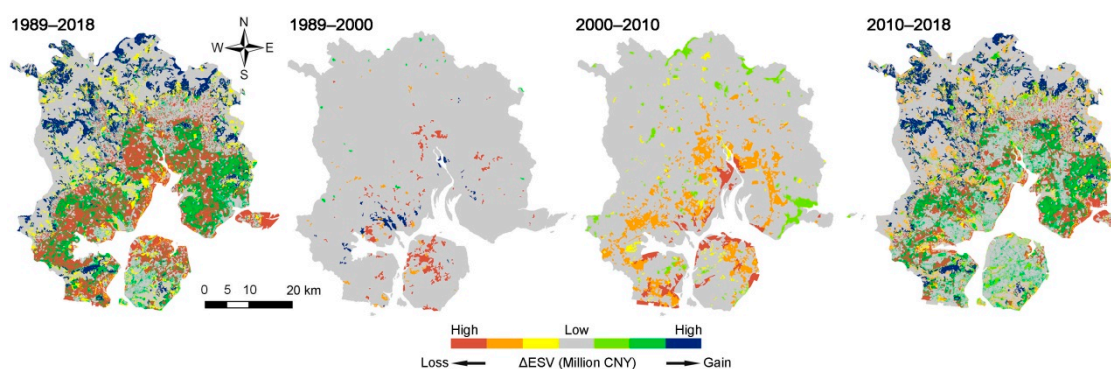 1989–2018
1989–2000
2000–2010
2010–2018
N
W E
S
0 5 10 20 km
High Low High
Loss ΔESV (Million CNY) Gain